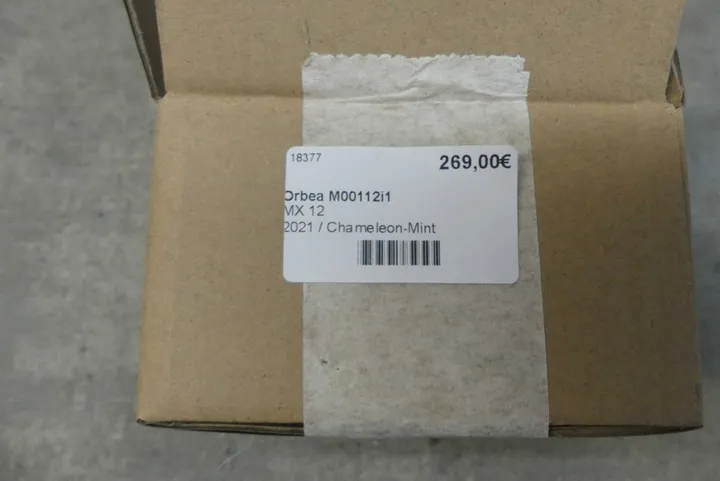 18377
269,00€
Orbea M00112i1
MX 12
2021 / Chameleon-Mint